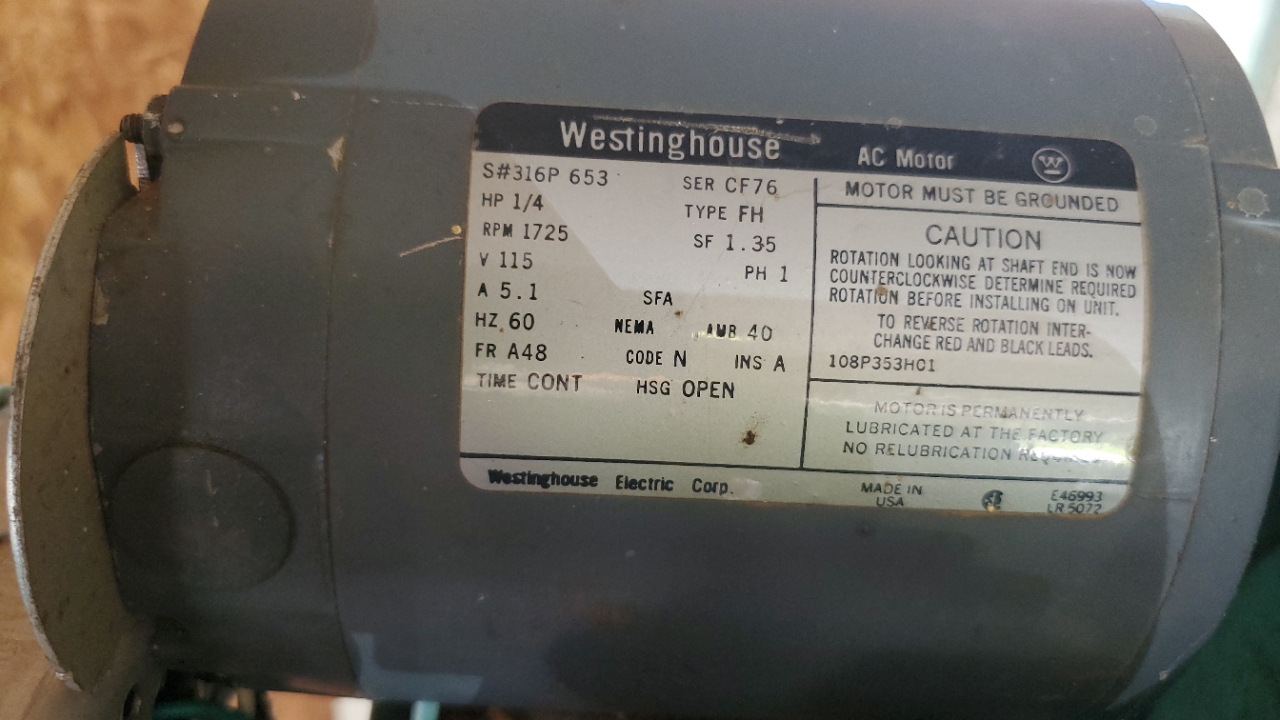 Westinghouse AC Motor W
S#316P 653 SER CF76
HP 1/4 TYPE FH
RPM 1725 SF 1.35
V 115 PH 1
A 5.1 SFA
HZ 60 NEMA AMB 40
FR A48 CODE N INS A
TIME CONT HSG OPEN
MOTOR MUST BE GROUNDED
CAUTION
ROTATION LOOKING AT SHAFT END IS NOW
COUNTERCLOCKWISE DETERMINE REQUIRED
ROTATION BEFORE INSTALLING ON UNIT.
TO REVERSE ROTATION INTER-
CHANGE RED AND BLACK LEADS.
108P353H01
MOTOR IS PERMANENTLY
LUBRICATED AT THE FACTORY
NO RELUBRICATION REQUIRED
Westinghouse Electric Corp.
MADE IN
USA
E46993
LR 5072